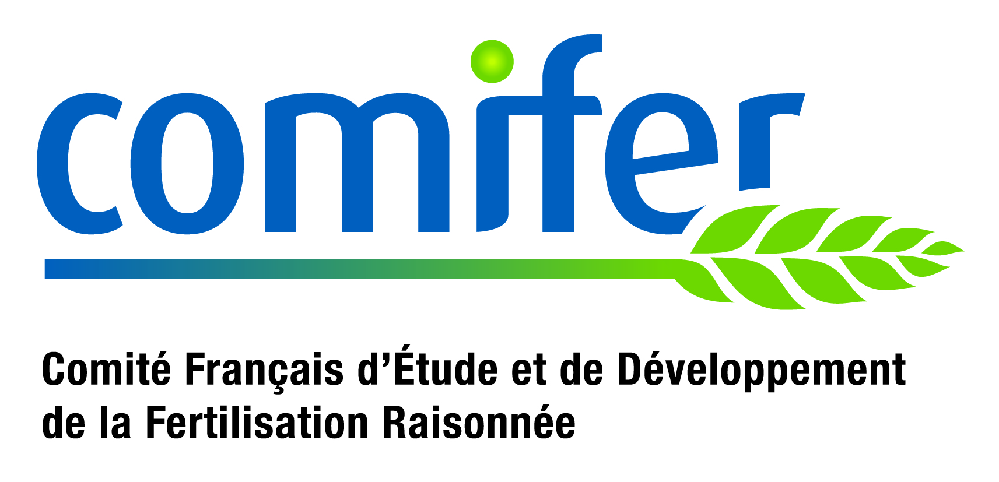 comifer
Comité Français d’Étude et de Développement
de la Fertilisation Raisonnée